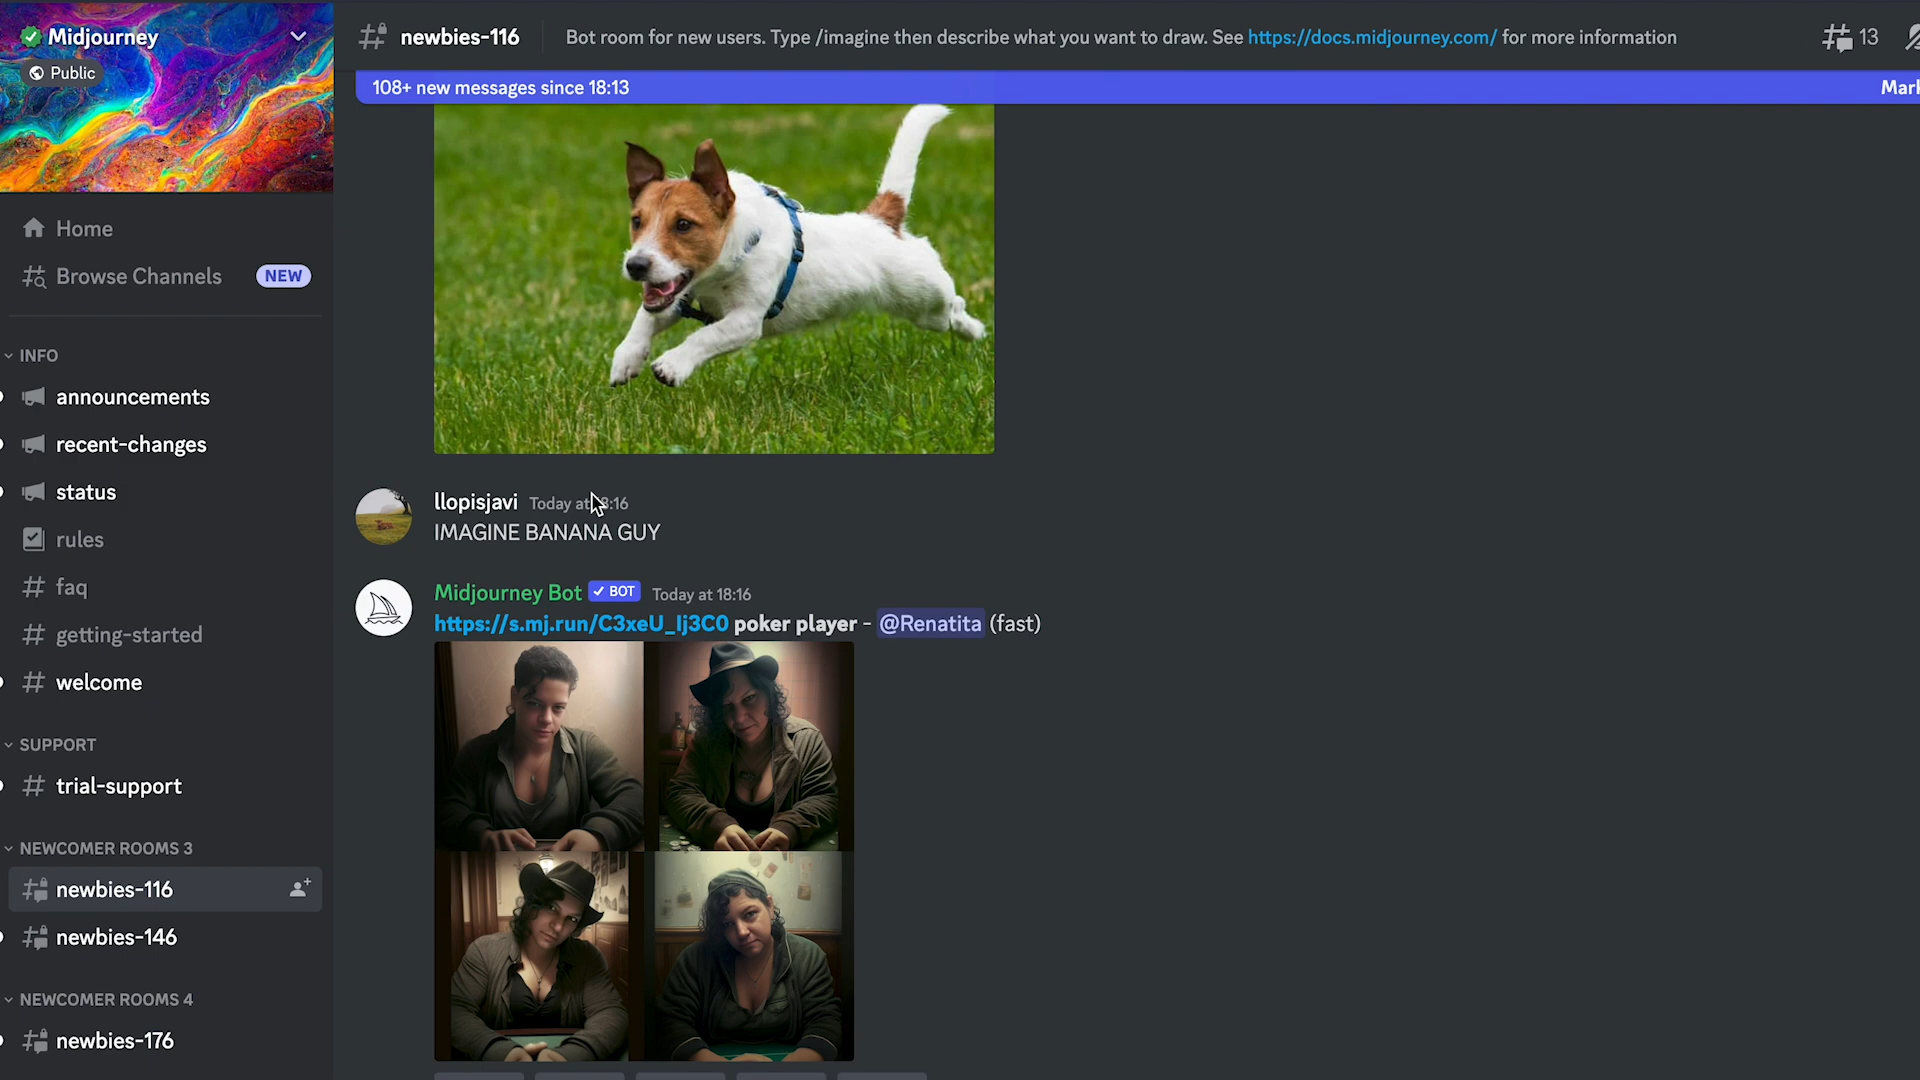 Midjourney
Public
Home
Browse Channels NEW
INFO
announcements
recent-changes
status
rules
faq
getting-started
welcome
SUPPORT
trial-support
NEWCOMER ROOMS 3
newbies-116
newbies-146
NEWCOMER ROOMS 4
newbies-176
newbies-116 Bot room for new users. Type /imagine then describe what you want to draw. See https://docs.midjourney.com/ for more information 13
108+ new messages since 18:13
llopisjavi Today at
IMAGINE BANANA GUY
Midjourney Bot BOT Today at 18:16
https://s.mj.run/C3xeU_Ij3C0 poker player - @Renatita (fast)